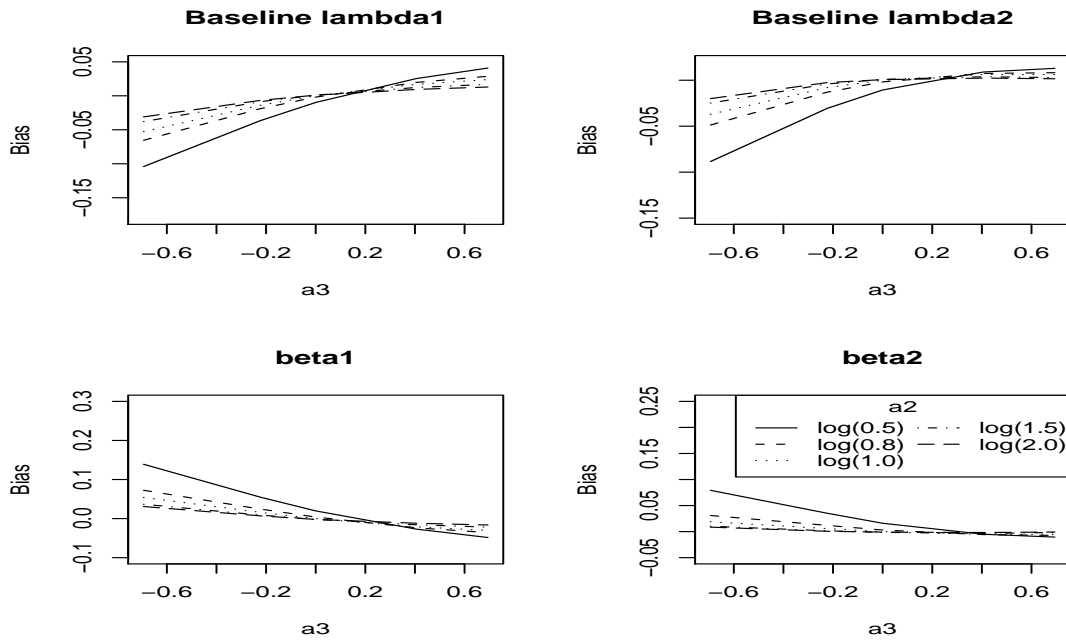 Baseline lambda1
Bias
0.05
−0.05
−0.15
−0.6
−0.2
0.2
0.6
a3
Baseline lambda2
Bias
−0.05
−0.15
−0.6
−0.2
0.2
0.6
a3
beta1
Bias
0.3
0.2
0.1
0.0
−0.1
−0.6
−0.2
0.2
0.6
a3
beta2
Bias
0.25
0.15
0.05
−0.05
−0.6
−0.2
0.2
0.6
a3
a2
log(0.5)
log(0.8)
log(1.0)
log(1.5)
log(2.0)